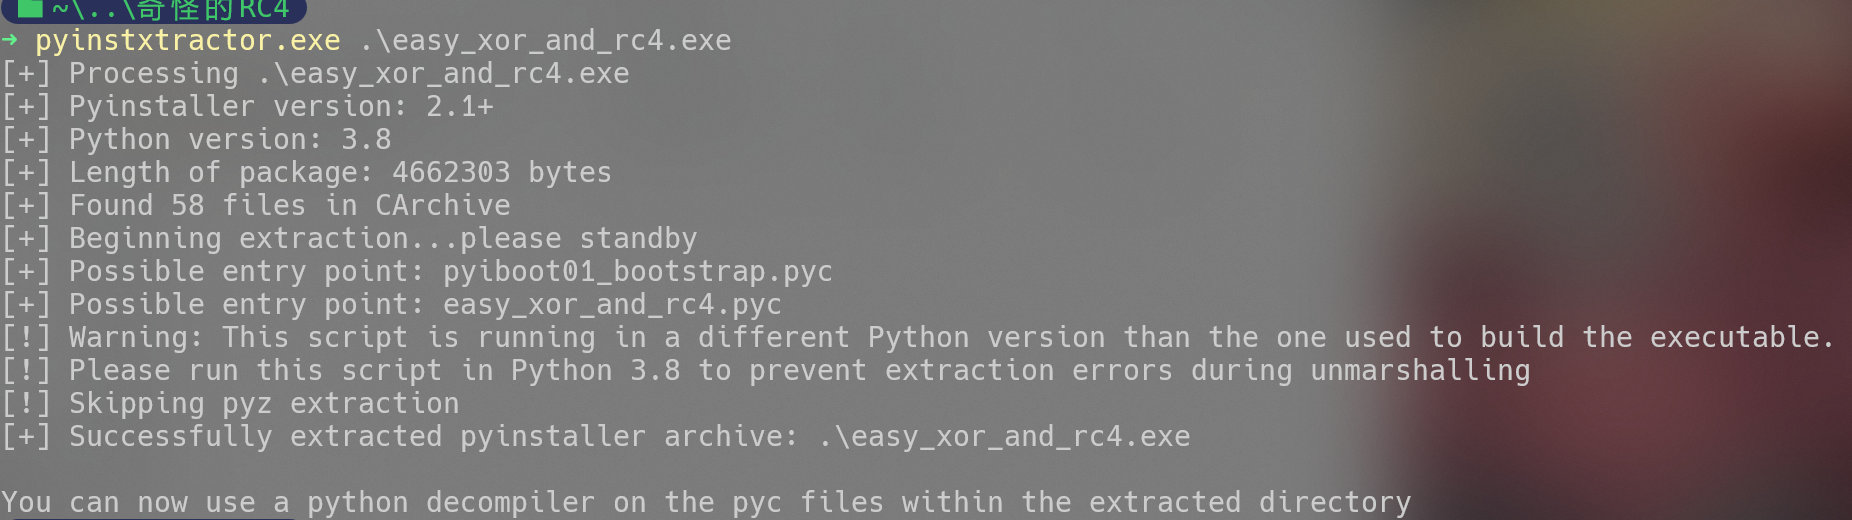 ~\..\奇怪的RC4
→ pyinstxtractor.exe .\easy_xor_and_rc4.exe
[+] Processing .\easy_xor_and_rc4.exe
[+] Pyinstaller version: 2.1+
[+] Python version: 3.8
[+] Length of package: 4662303 bytes
[+] Found 58 files in CArchive
[+] Beginning extraction...please standby
[+] Possible entry point: pyiboot01_bootstrap.pyc
[+] Possible entry point: easy_xor_and_rc4.pyc
[!] Warning: This script is running in a different Python version than the one used to build the executable.
[!] Please run this script in Python 3.8 to prevent extraction errors during unmarshalling
[!] Skipping pyz extraction
[+] Successfully extracted pyinstaller archive: .\easy_xor_and_rc4.exe
You can now use a python decompiler on the pyc files within the extracted directory